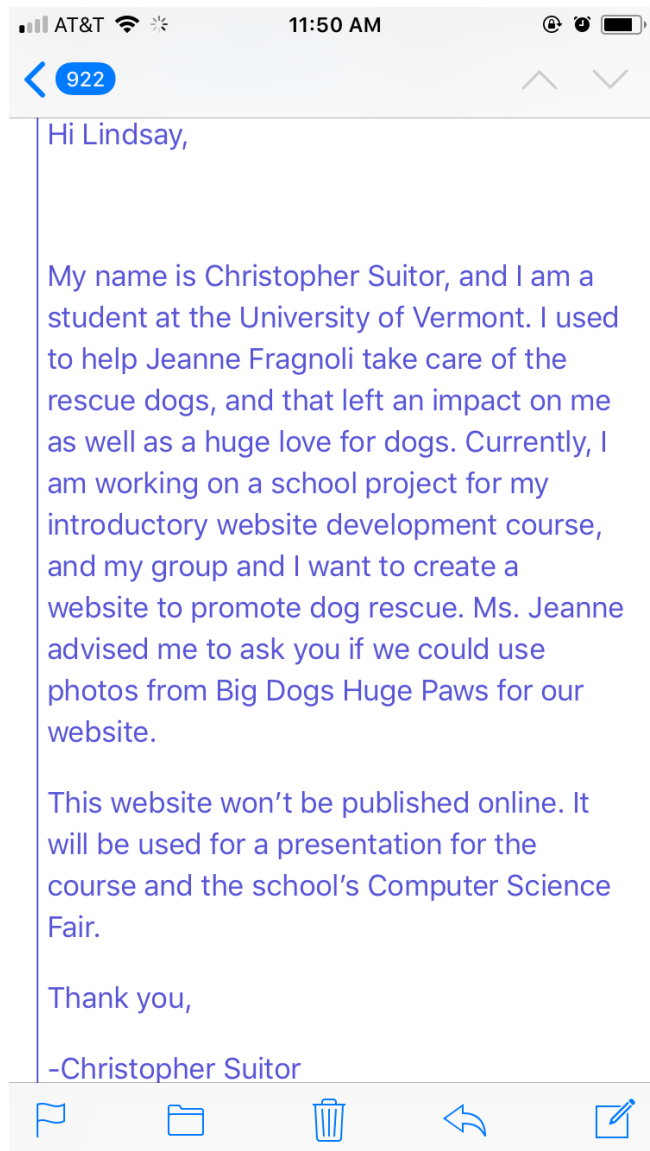 AT&T 11:50 AM
922
Hi Lindsay,
My name is Christopher Suitor, and I am a
student at the University of Vermont. I used
to help Jeanne Fragnoli take care of the
rescue dogs, and that left an impact on me
as well as a huge love for dogs. Currently, I
am working on a school project for my
introductory website development course,
and my group and I want to create a
website to promote dog rescue. Ms. Jeanne
advised me to ask you if we could use
photos from Big Dogs Huge Paws for our
website.
This website won’t be published online. It
will be used for a presentation for the
course and the school’s Computer Science
Fair.
Thank you,
-Christopher Suitor